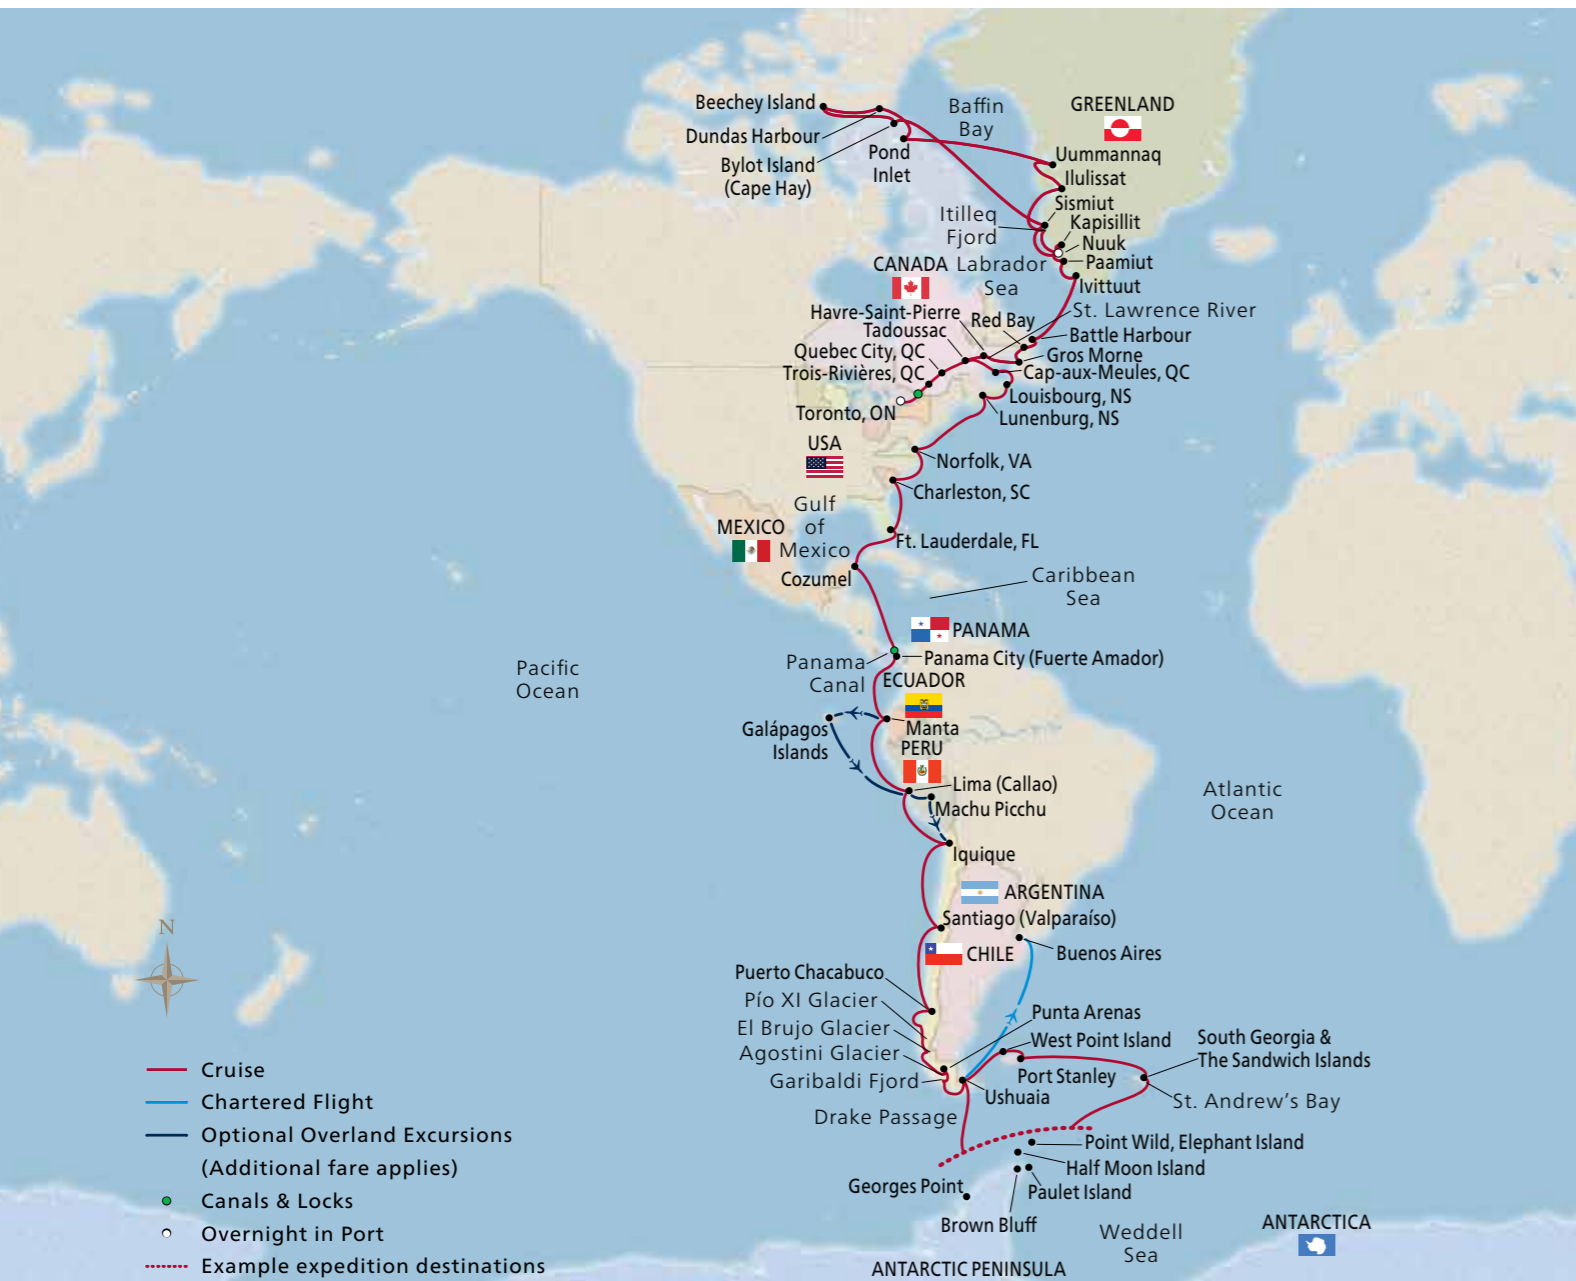 Beechey Island
Dundas Harbour
Bylot Island
(Cape Hay)
Pond
Inlet
Baffin
Bay
GREENLAND
Uummannaq
Ilulissat
Sismiut
Itilleq
Fjord
Kapisillit
Nuuk
Paamiut
Ivittuut
CANADA
Labrador
Sea
Havre-Saint-Pierre
Red Bay
St. Lawrence River
Tadoussac
Battle Harbour
Quebec City, QC
Gros Morne
Trois-Rivières, QC
Cap-aux-Meules, QC
Louisbourg, NS
Toronto, ON
Lunenburg, NS
USA
Norfolk, VA
Charleston, SC
Gulf
of
Mexico
MEXICO
Ft. Lauderdale, FL
Cozumel
Caribbean
Sea
PANAMA
Panama
Canal
Panama City (Fuerte Amador)
Pacific
Ocean
ECUADOR
Galápagos
Islands
Manta
PERU
Lima (Callao)
Machu Picchu
Atlantic
Ocean
Iquique
ARGENTINA
Santiago (Valparaíso)
CHILE
Buenos Aires
N
Puerto Chacabuco
Pío XI Glacier
El Brujo Glacier
Agostini Glacier
Garibaldi Fjord
Punta Arenas
West Point Island
South Georgia &
The Sandwich Islands
Port Stanley
Ushuaia
St. Andrew's Bay
Drake Passage
Point Wild, Elephant Island
Half Moon Island
Georges Point
Paulet Island
Brown Bluff
Weddell
Sea
ANTARCTICA
ANTARCTIC PENINSULA
Cruise
Chartered Flight
Optional Overland Excursions
(Additional fare applies)
Canals & Locks
Overnight in Port
Example expedition destinations